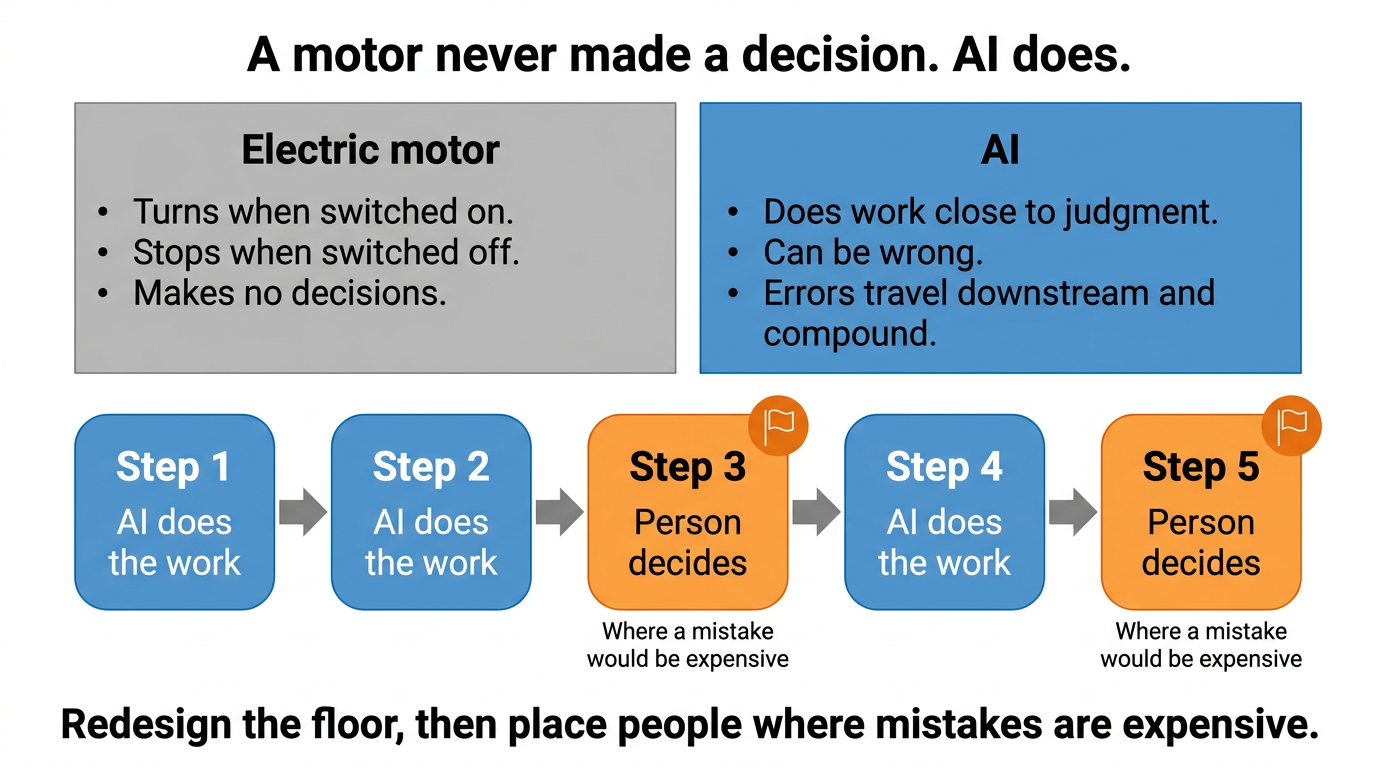 A motor never made a decision. AI does.
Electric motor
• Turns when switched on.
• Stops when switched off.
• Makes no decisions.
AI
• Does work close to judgment.
• Can be wrong.
• Errors travel downstream and
compound.
Step 1
AI does
the work
Step 2
AI does
the work
Step 3
Person
decides
Where a mistake
would be expensive
Step 4
AI does
the work
Step 5
Person
decides
Where a mistake
would be expensive
Redesign the floor, then place people where mistakes are expensive.